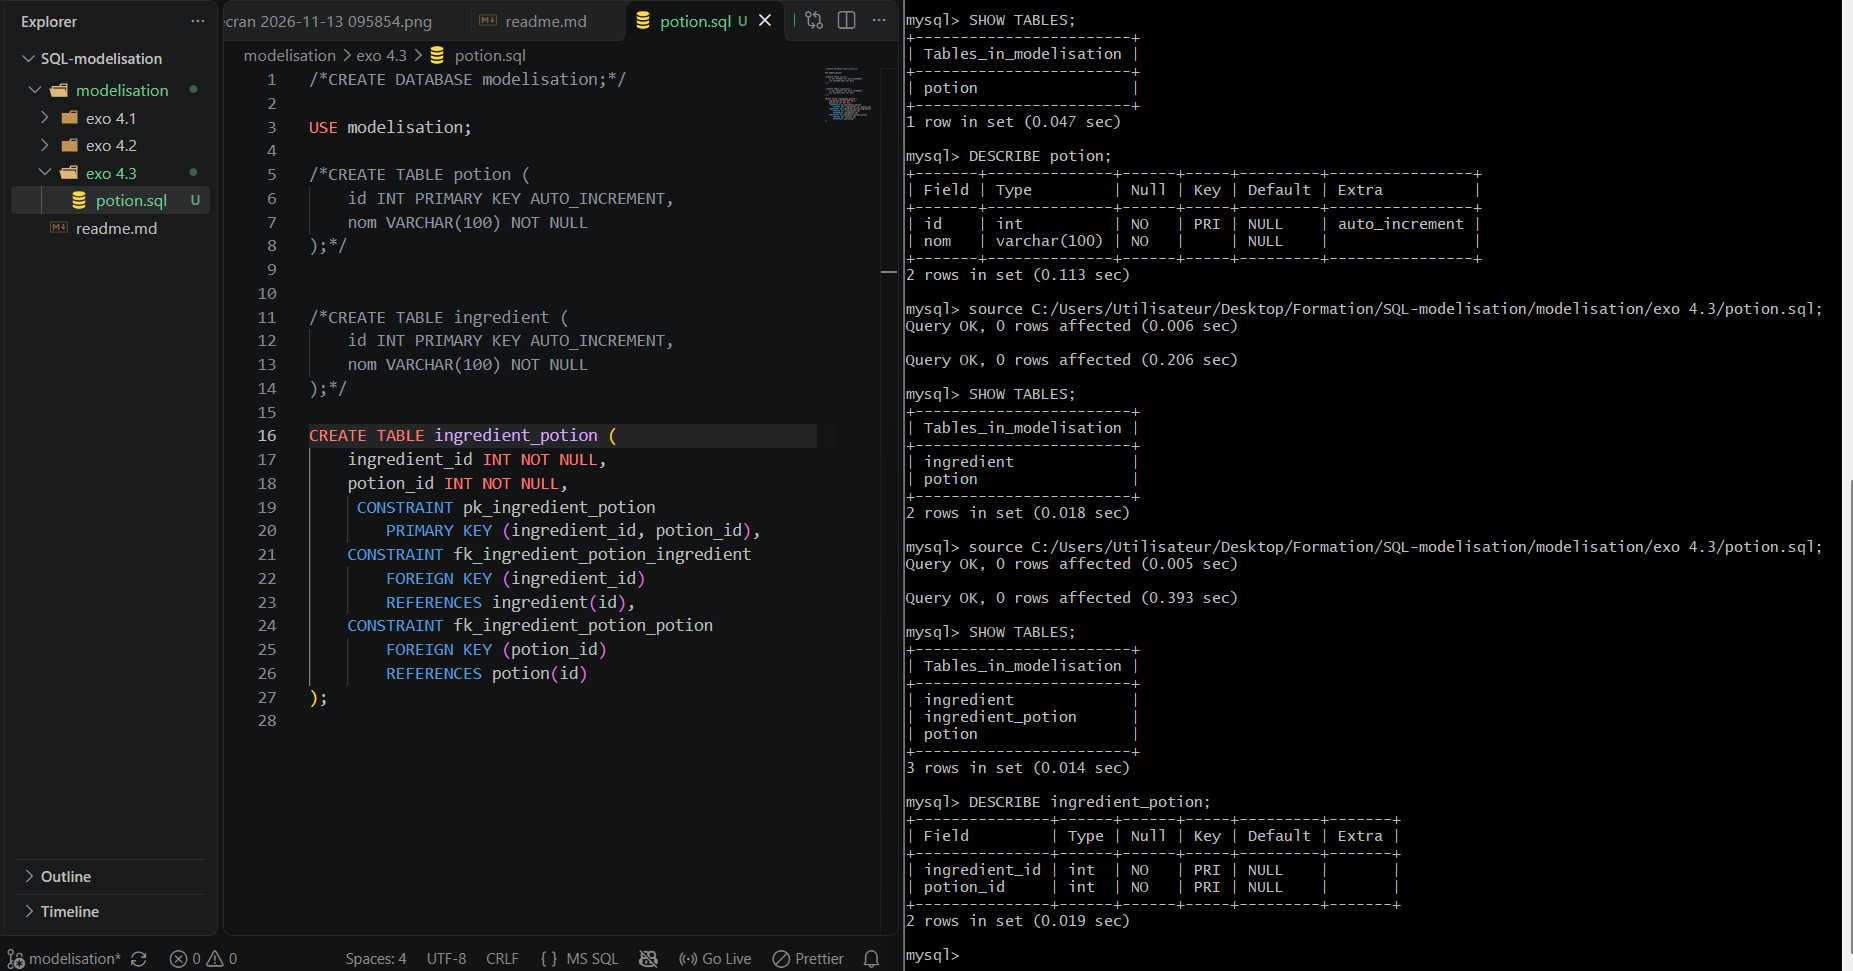 Explorer
SQL-modelisation
modelisation
exo 4.1
exo 4.2
exo 4.3
potion.sql U
readme.md
Outline
Timeline
ecran 2026-11-13 095854.png
readme.md
potion.sql U
modelisation > exo 4.3 > potion.sql
1 /*CREATE DATABASE modelisation;*/
2
3 USE modelisation;
4
5 /*CREATE TABLE potion (
6 id INT PRIMARY KEY AUTO_INCREMENT,
7 nom VARCHAR(100) NOT NULL
8 );*/
9
10
11 /*CREATE TABLE ingredient (
12 id INT PRIMARY KEY AUTO_INCREMENT,
13 nom VARCHAR(100) NOT NULL
14 );*/
15
16 CREATE TABLE ingredient_potion (
17 ingredient_id INT NOT NULL,
18 potion_id INT NOT NULL,
19 CONSTRAINT pk_ingredient_potion
20 PRIMARY KEY (ingredient_id, potion_id),
21 CONSTRAINT fk_ingredient_potion_ingredient
22 FOREIGN KEY (ingredient_id)
23 REFERENCES ingredient(id),
24 CONSTRAINT fk_ingredient_potion_potion
25 FOREIGN KEY (potion_id)
26 REFERENCES potion(id)
27 );
28
modelisation* 0 0 Spaces: 4 UTF-8 CRLF {} MS SQL Go Live Prettier
mysql> SHOW TABLES;
+------------------------+
| Tables_in_modelisation |
+------------------------+
| potion                 |
+------------------------+
1 row in set (0.047 sec)
mysql> DESCRIBE potion;
+-------+--------------+------+-----+---------+----------------+
| Field | Type         | Null | Key | Default | Extra          |
+-------+--------------+------+-----+---------+----------------+
| id    | int          | NO   | PRI | NULL    | auto_increment |
| nom   | varchar(100) | NO   |     | NULL    |                |
+-------+--------------+------+-----+---------+----------------+
2 rows in set (0.113 sec)
mysql> source C:/Users/Utilisateur/Desktop/Formation/SQL-modelisation/modelisation/exo 4.3/potion.sql;
Query OK, 0 rows affected (0.006 sec)
Query OK, 0 rows affected (0.206 sec)
mysql> SHOW TABLES;
+------------------------+
| Tables_in_modelisation |
+------------------------+
| ingredient             |
| potion                 |
+------------------------+
2 rows in set (0.018 sec)
mysql> source C:/Users/Utilisateur/Desktop/Formation/SQL-modelisation/modelisation/exo 4.3/potion.sql;
Query OK, 0 rows affected (0.005 sec)
Query OK, 0 rows affected (0.393 sec)
mysql> SHOW TABLES;
+------------------------+
| Tables_in_modelisation |
+------------------------+
| ingredient             |
| ingredient_potion      |
| potion                 |
+------------------------+
3 rows in set (0.014 sec)
mysql> DESCRIBE ingredient_potion;
+---------------+------+------+-----+---------+-------+
| Field         | Type | Null | Key | Default | Extra |
+---------------+------+------+-----+---------+-------+
| ingredient_id | int  | NO   | PRI | NULL    |       |
| potion_id     | int  | NO   | PRI | NULL    |       |
+---------------+------+------+-----+---------+-------+
2 rows in set (0.019 sec)
mysql>